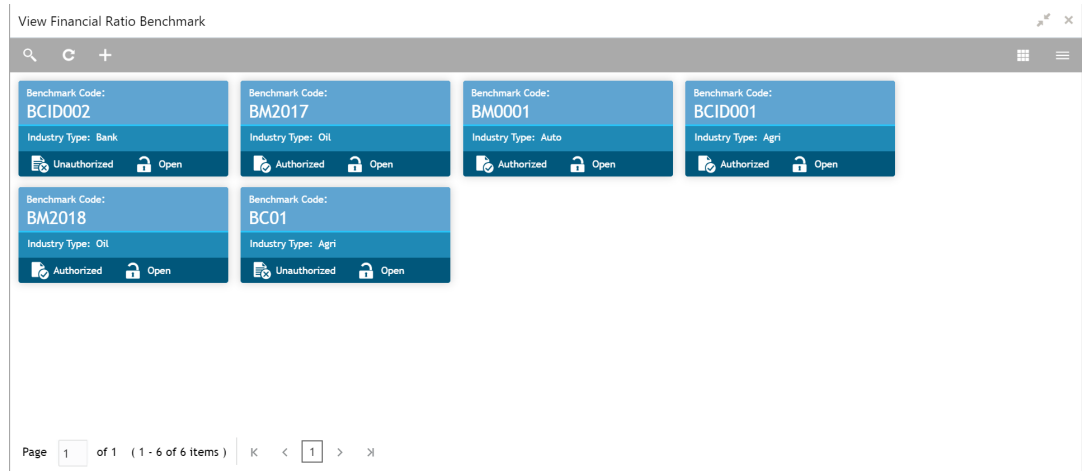 View Financial Ratio Benchmark
Benchmark Code: Benchmark Code: Benchmark Code: Benchmark Code:
BCID002 BM2017 BM0001 BCID001
Industry Type: Bank Industry Type: Oil Industry Type: Auto Industry Type: Agri
Unauthorized Open Authorized Open Authorized Open Authorized Open
Benchmark Code: Benchmark Code:
BM2018 BC01
Industry Type: Oil Industry Type: Agri
Authorized Open Unauthorized Open
Page 1 of 1 ( 1 - 6 of 6 items ) 1